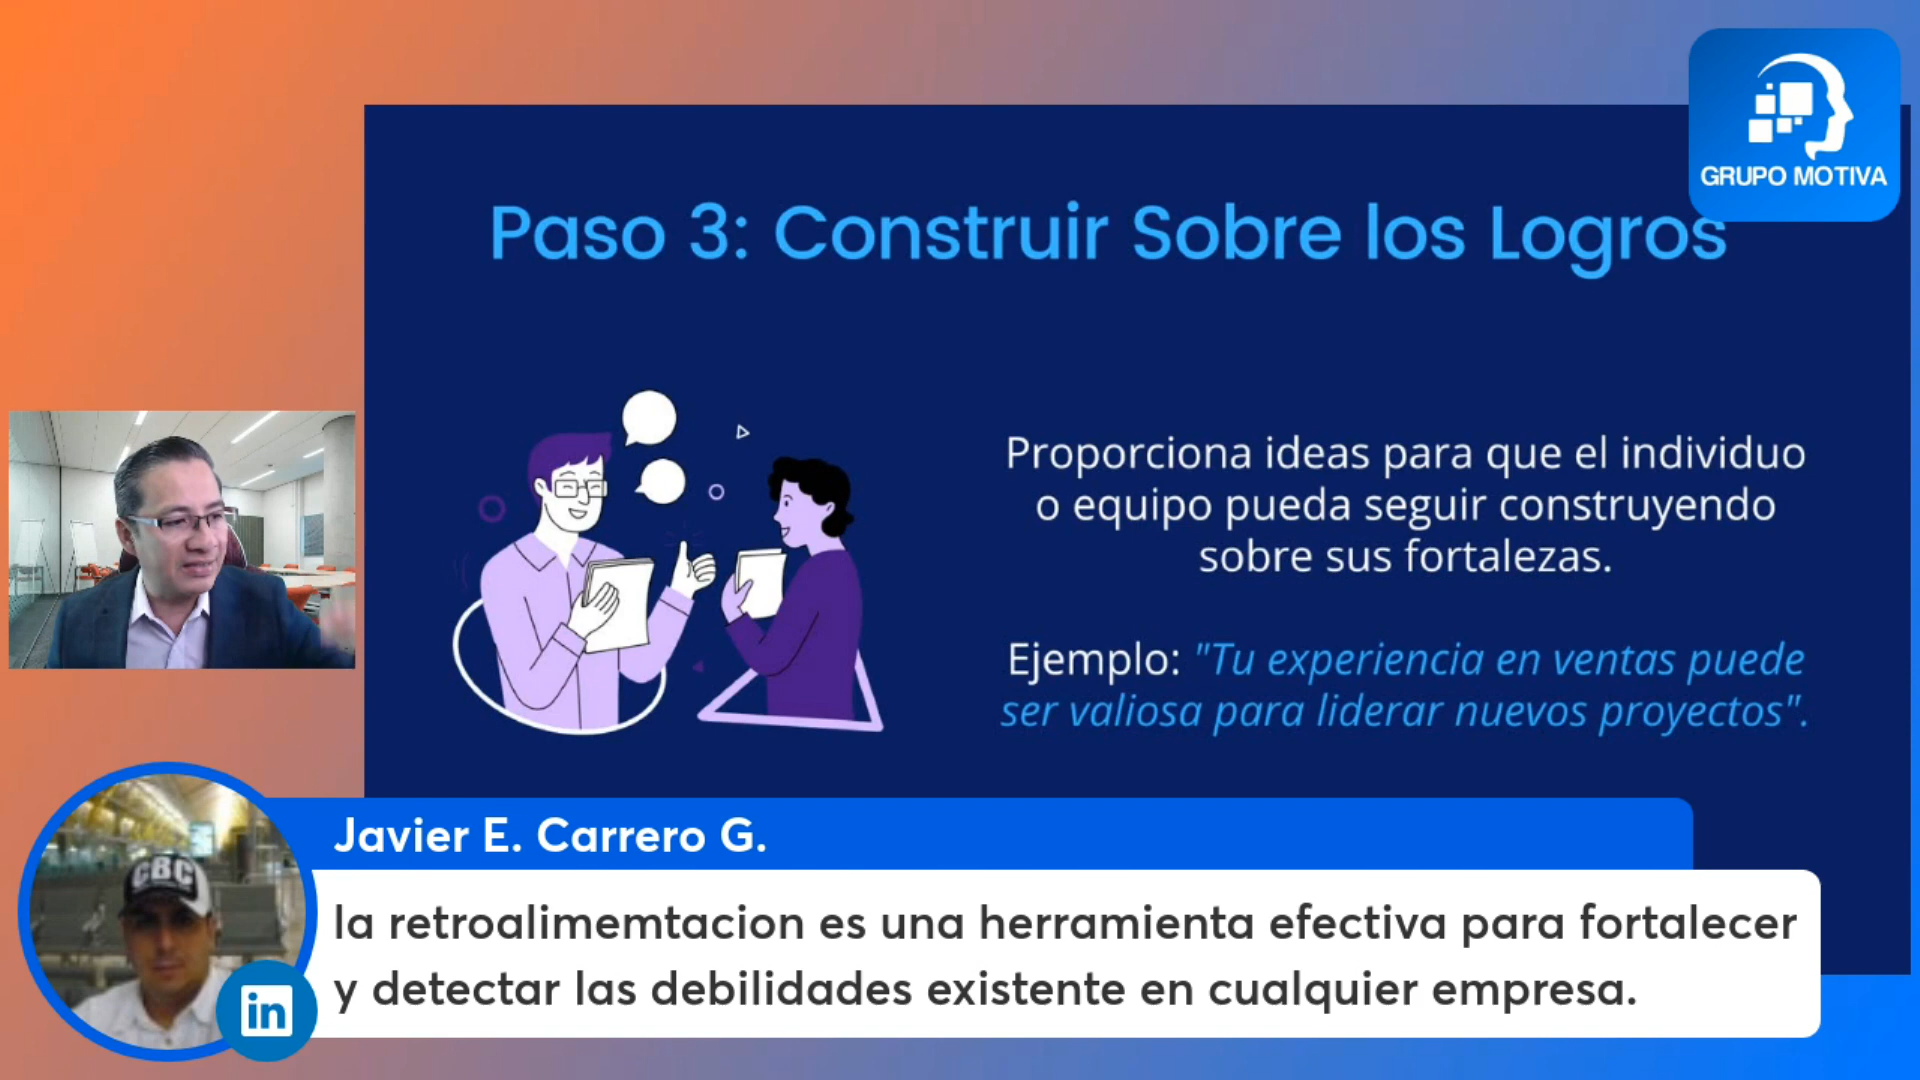 GRUPO MOTIVA
Paso 3: Construir Sobre los Logros
Proporciona ideas para que el individuo
o equipo pueda seguir construyendo
sobre sus fortalezas.
Ejemplo: "Tu experiencia en ventas puede
ser valiosa para liderar nuevos proyectos".
CBC
in
Javier E. Carrero G.
la retroalimemtacion es una herramienta efectiva para fortalecer
y detectar las debilidades existente en cualquier empresa.